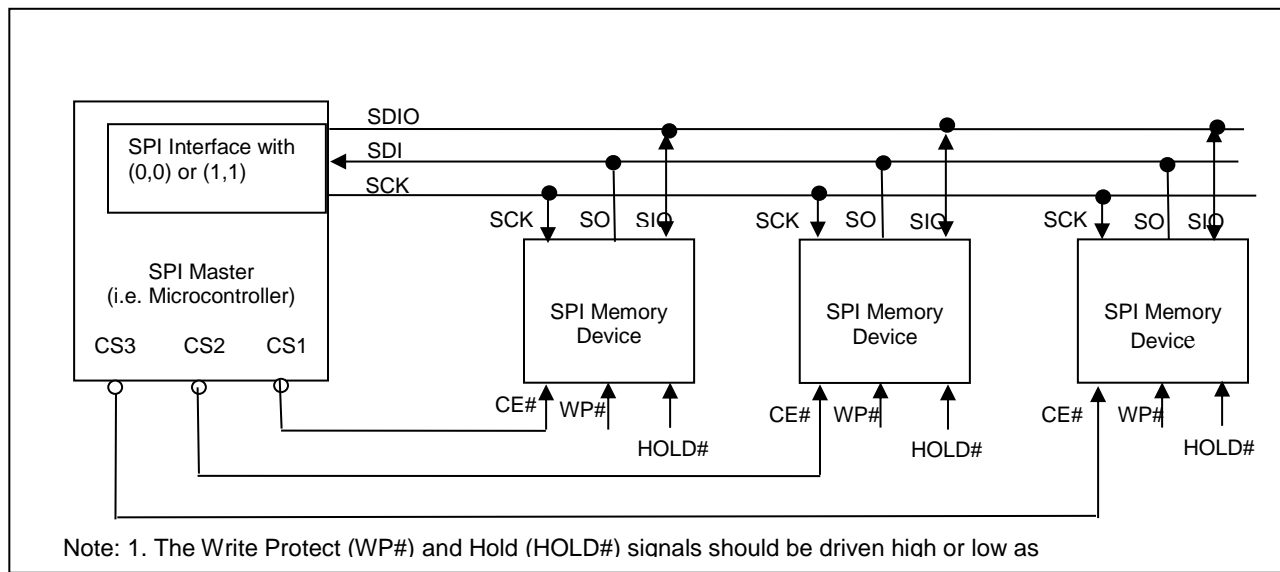 SDIO
SPI Interface with
(0,0) or (1,1)
SDI
SCK
SCK SO SIO
SCK SO SIO
SCK SO SIO
SPI Master
(i.e. Microcontroller)
SPI Memory
Device
SPI Memory
Device
SPI Memory
Device
CS3 CS2 CS1
CE# WP#
HOLD#
CE# WP#
HOLD#
CE# WP#
HOLD#
Note: 1. The Write Protect (WP#) and Hold (HOLD#) signals should be driven high or low as